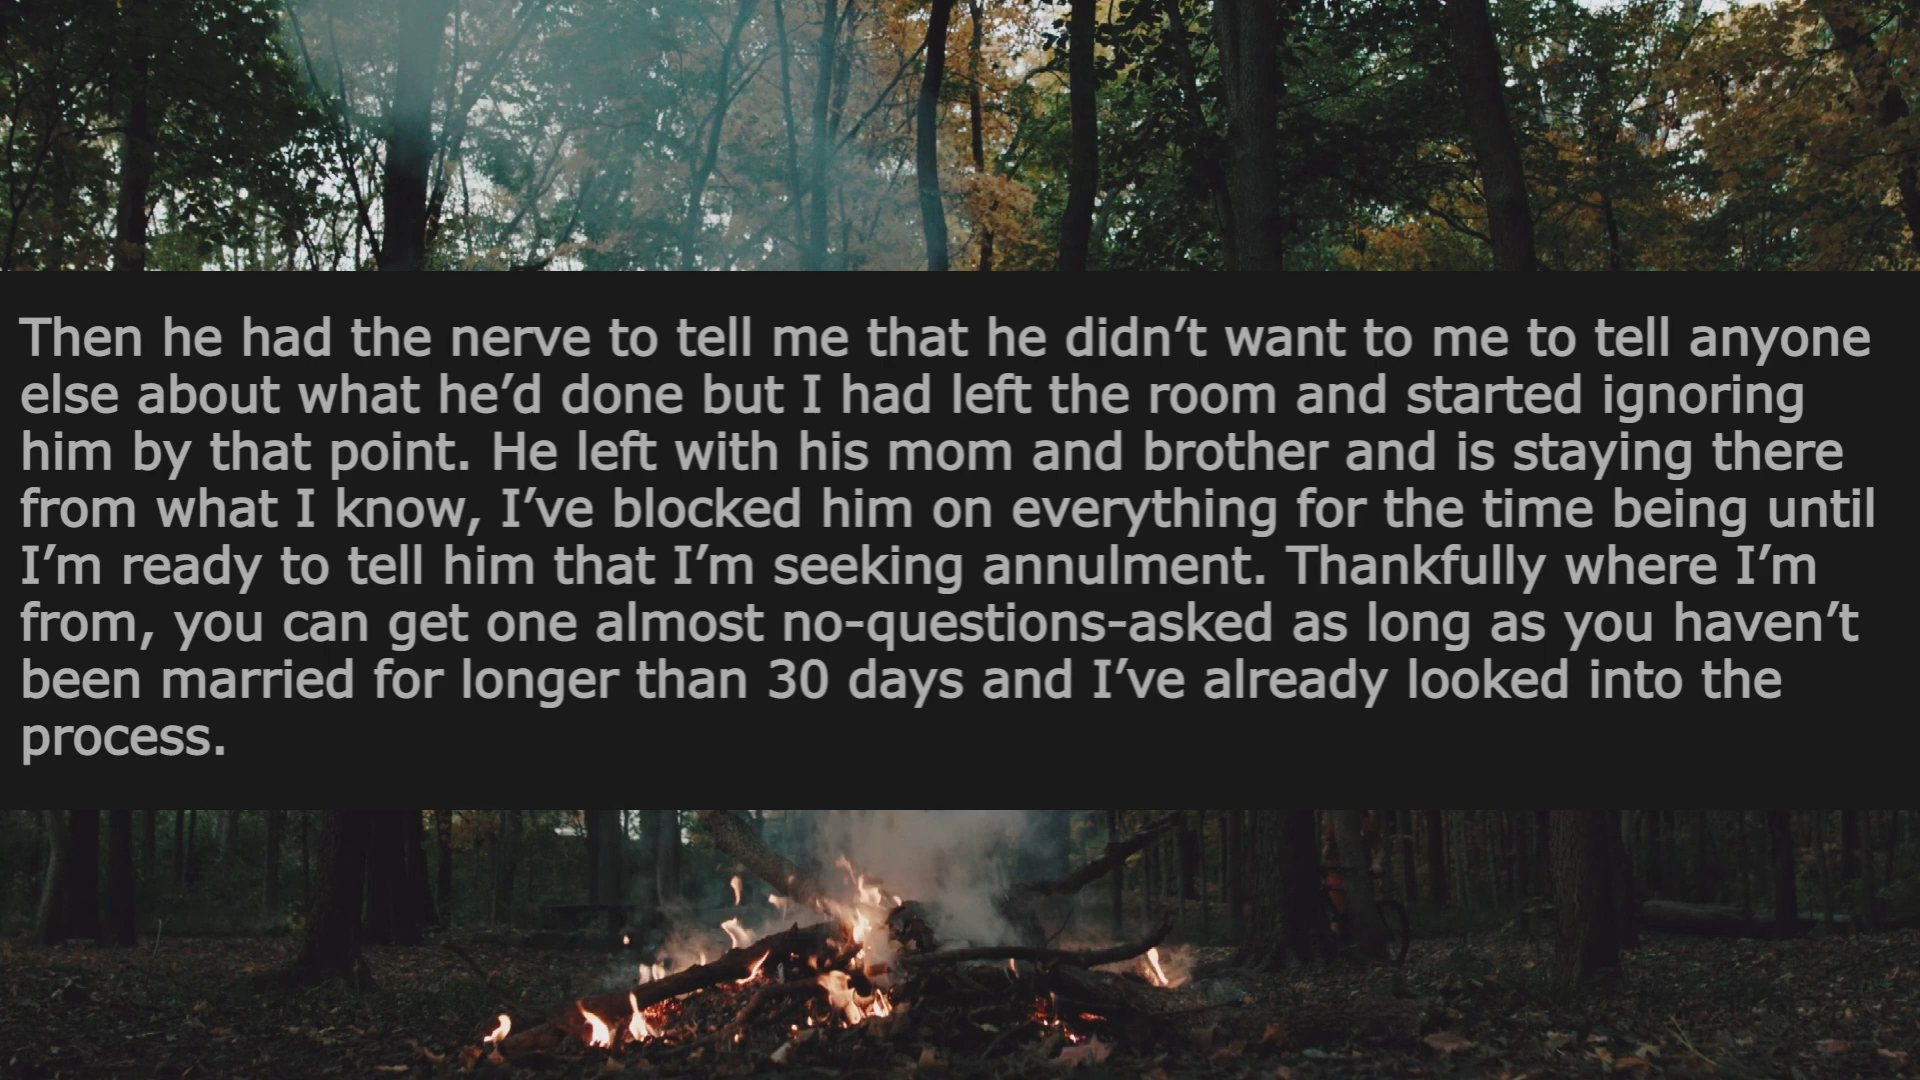 Then he had the nerve to tell me that he didn’t want to me to tell anyone
else about what he’d done but I had left the room and started ignoring
him by that point. He left with his mom and brother and is staying there
from what I know, I’ve blocked him on everything for the time being until
I’m ready to tell him that I’m seeking annulment. Thankfully where I’m
from, you can get one almost no-questions-asked as long as you haven’t
been married for longer than 30 days and I’ve already looked into the
process.